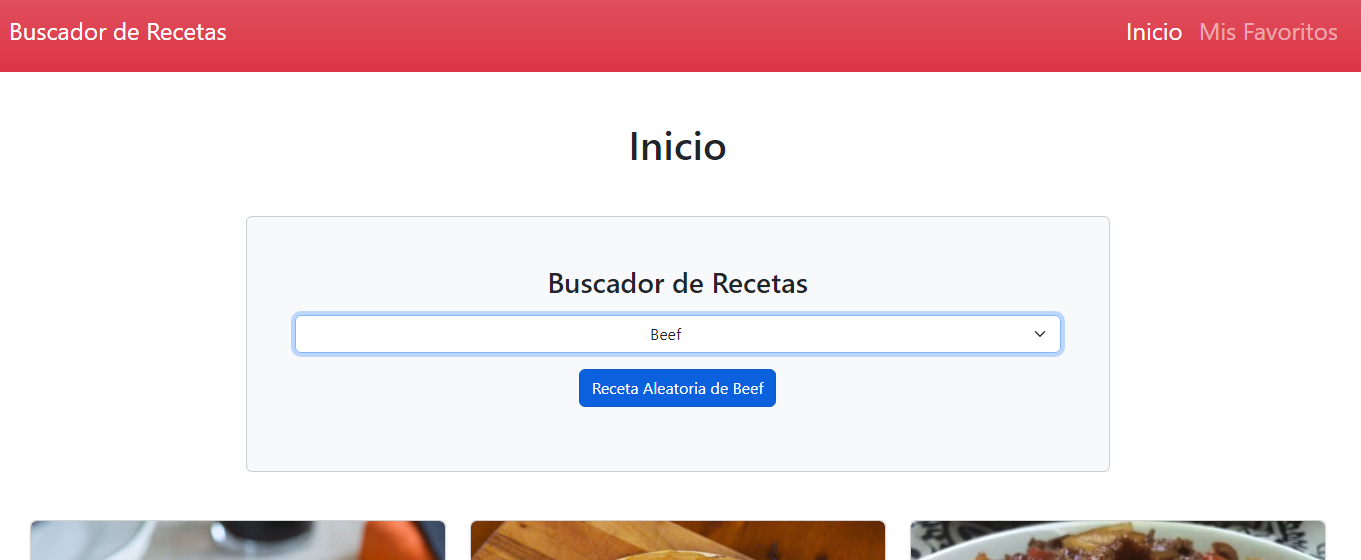 Buscador de Recetas
Inicio Mis Favoritos
Inicio
Buscador de Recetas
Beef
Receta Aleatoria de Beef